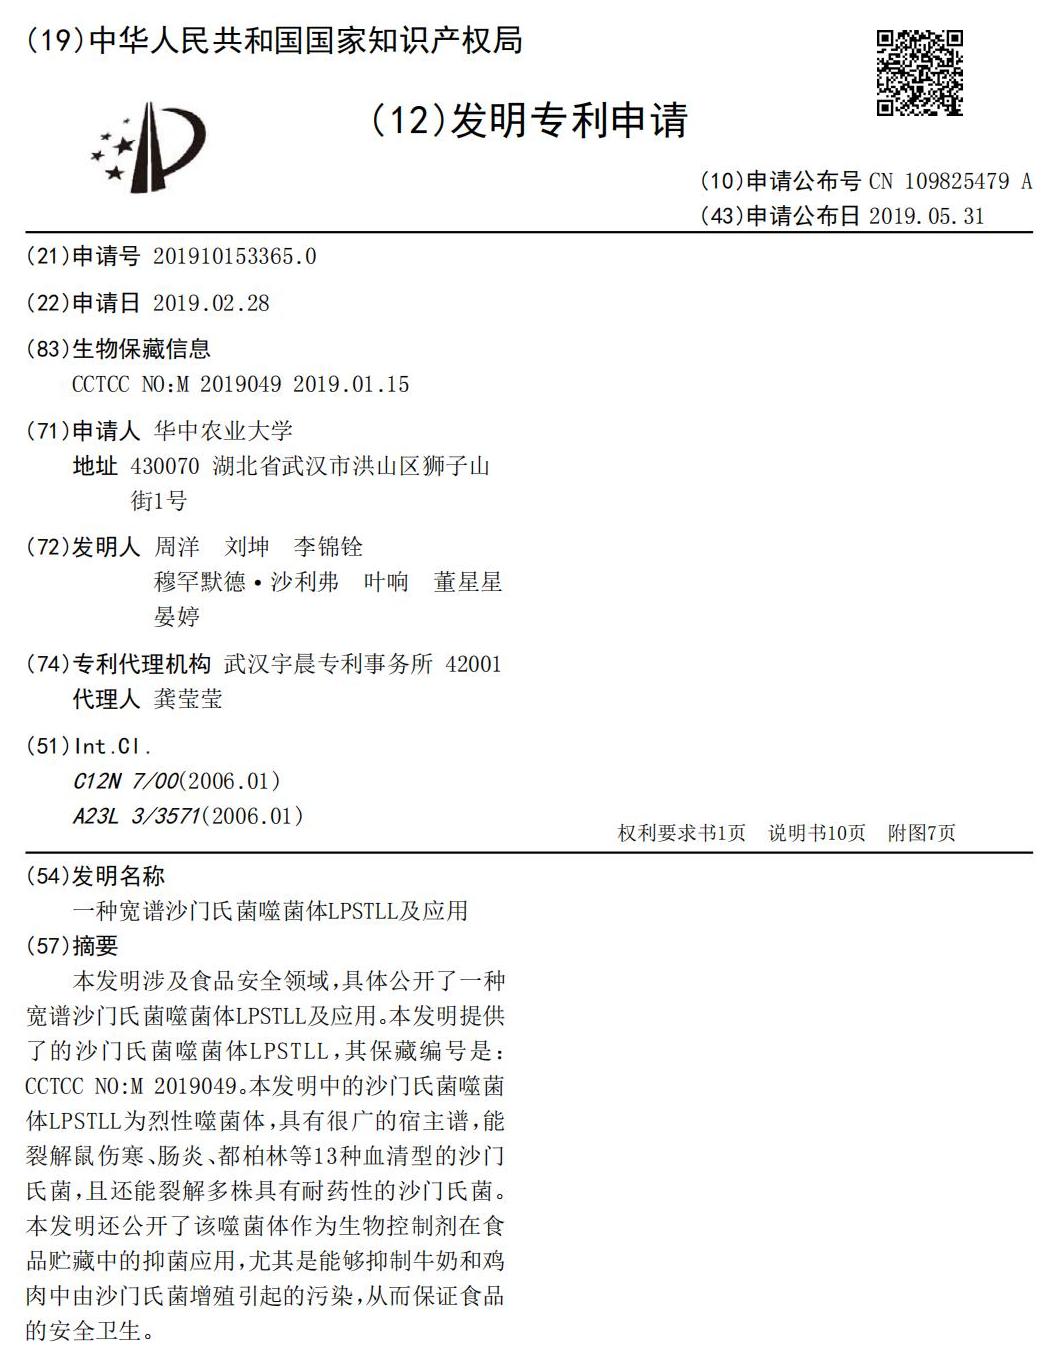 (19)中华人民共和国国家知识产权局
(12)发明专利申请
(10)申请公布号 CN 109825479 A
(43)申请公布日 2019.05.31
(21)申请号 201910153365.0
(22)申请日 2019.02.28
(83)生物保藏信息
CCTCC NO:M 2019049 2019.01.15
(71)申请人 华中农业大学
地址 430070 湖北省武汉市洪山区狮子山
街1号
(72)发明人 周洋 刘坤 李锦铨
穆罕默德·沙利弗 叶响 董星星
晏婷
(74)专利代理机构 武汉宇晨专利事务所 42001
代理人 龚莹莹
(51)Int.Cl.
C12N 7/00(2006.01)
A23L 3/3571(2006.01)
权利要求书1页 说明书10页 附图7页
(54)发明名称
一种宽谱沙门氏菌噬菌体LPSTLL及应用
(57)摘要
本发明涉及食品安全领域,具体公开了一种
宽谱沙门氏菌噬菌体LPSTLL及应用。本发明提供
了的沙门氏菌噬菌体LPSTLL,其保藏编号是:
CCTCC NO:M 2019049。本发明中的沙门氏菌噬菌
体LPSTLL为烈性噬菌体,具有很广的宿主谱,能
裂解鼠伤寒、肠炎、都柏林等13种血清型的沙门
氏菌,且还能裂解多株具有耐药性的沙门氏菌。
本发明还公开了该噬菌体作为生物控制剂在食
品贮藏中的抑菌应用,尤其是能够抑制牛奶和鸡
肉中由沙门氏菌增殖引起的污染,从而保证食品
的安全卫生。